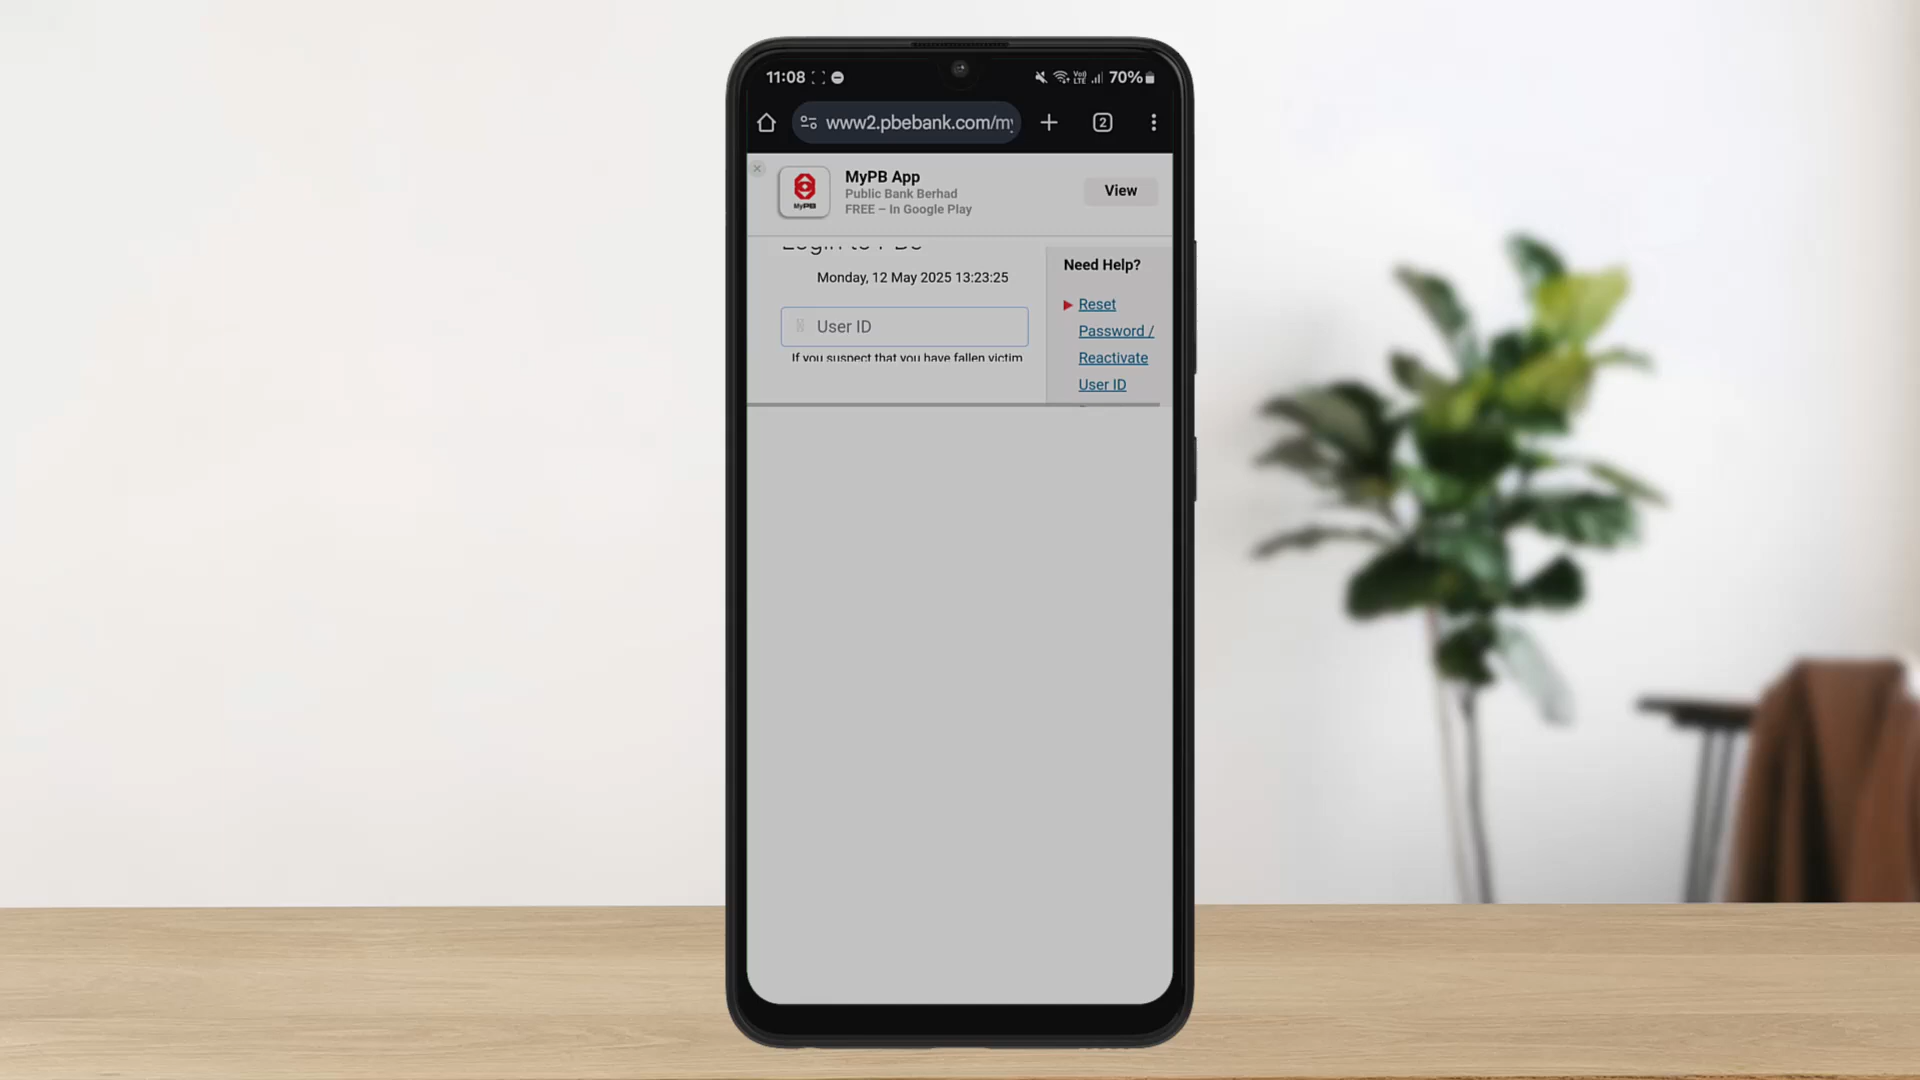 11:08
70%
www2.pbebank.com/my
2
MyPB App
Public Bank Berhad
FREE – In Google Play
View
MyPB
Monday, 12 May 2025 13:23:25
User ID
If you suspect that you have fallen victim
Need Help?
Reset
Password /
Reactivate
User ID